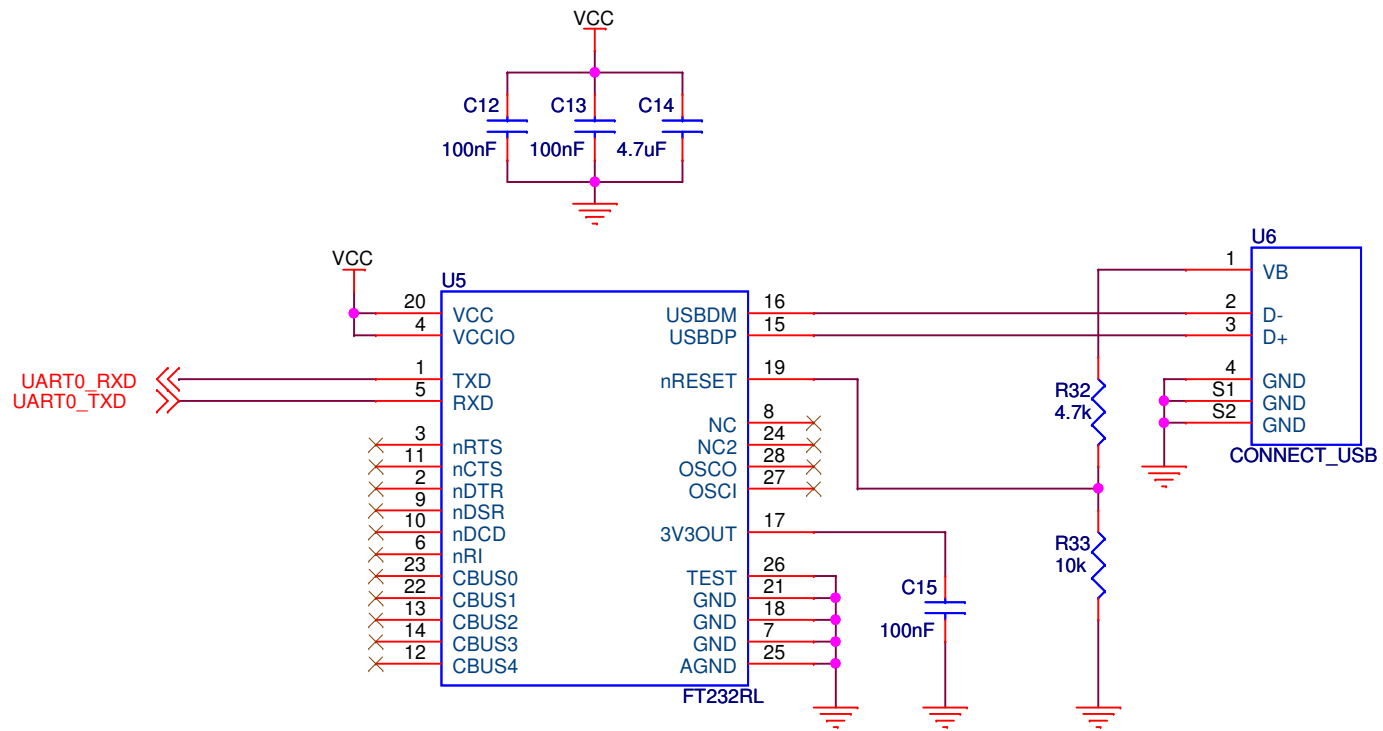 VCC
C12
C13
C14
100nF
100nF
4.7uF
VCC
U5
U6
20 VCC
4 VCCIO
UART0_RXD
1 TXD
UART0_TXD
5 RXD
3 nRTS
11 nCTS
2 nDTR
9 nDSR
10 nDCD
6 nRI
23 CBUS0
22 CBUS1
13 CBUS2
14 CBUS3
12 CBUS4
USBDM 16
USBDP 15
nRESET 19
NC 8
NC2 24
OSCO 28
OSCI 27
3V3OUT 17
TEST 26
GND 21
GND 18
GND 7
AGND 25
FT232RL
C15
100nF
R32
4.7k
R33
10k
1 VB
2 D-
3 D+
4 GND
S1 GND
S2 GND
CONNECT_USB